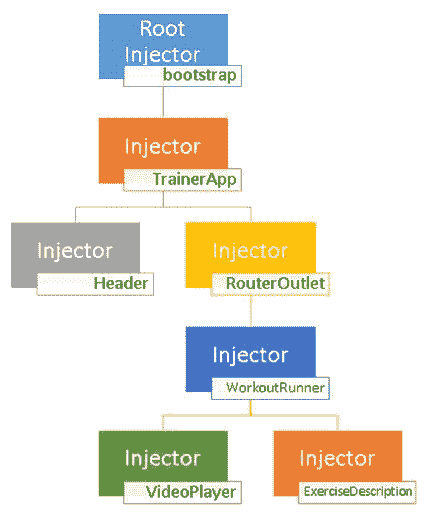 Root
Injector
bootstrap
Injector
TrainerApp
Injector
Header
Injector
RouterOutlet
Injector
WorkoutRunner
Injector
VideoPlayer
Injector
ExerciseDescription